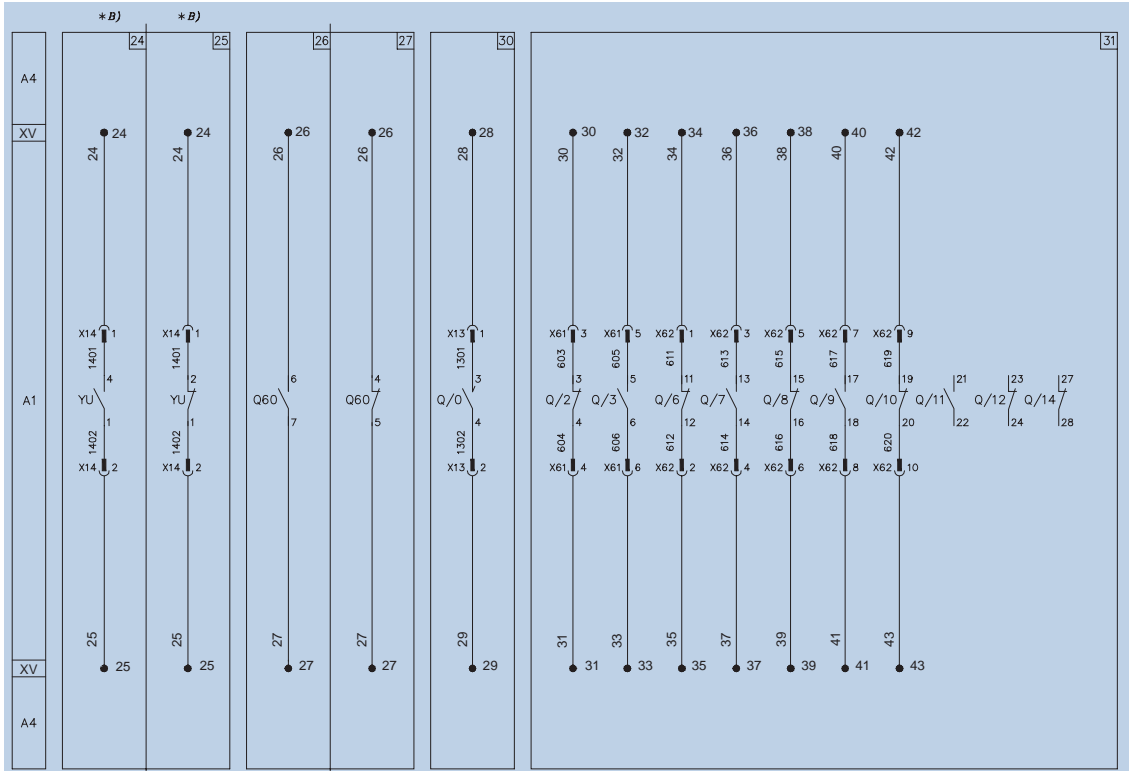 *B) *B)
24 25 26 27 30 31
A4
XV 24 24 26 26 28 30 32 34 36 38 40 42
24 24 26 26 28 30 32 34 36 38 40 42
X14 1 X14 1 X13 1 X61 3 X61 5 X62 1 X62 3 X62 5 X62 7 X62 9
1401 1401 1301 603 605 611 613 615 617 619
4 2 6 4 3 3 5 11 13 15 17 19 21 23 27
A1 YU YU Q60 Q60 Q/0 Q/2 Q/3 Q/6 Q/7 Q/8 Q/9 Q/10 Q/11 Q/12 Q/14
1 1 7 5 4 4 6 12 14 16 18 20 22 24 28
1402 1402 1302 604 606 612 614 616 618 620
X14 2 X14 2 X13 2 X61 4 X61 6 X62 2 X62 4 X62 6 X62 8 X62 10
25 25 27 27 29 31 33 35 37 39 41 43
XV 25 25 27 27 29 31 33 35 37 39 41 43
A4